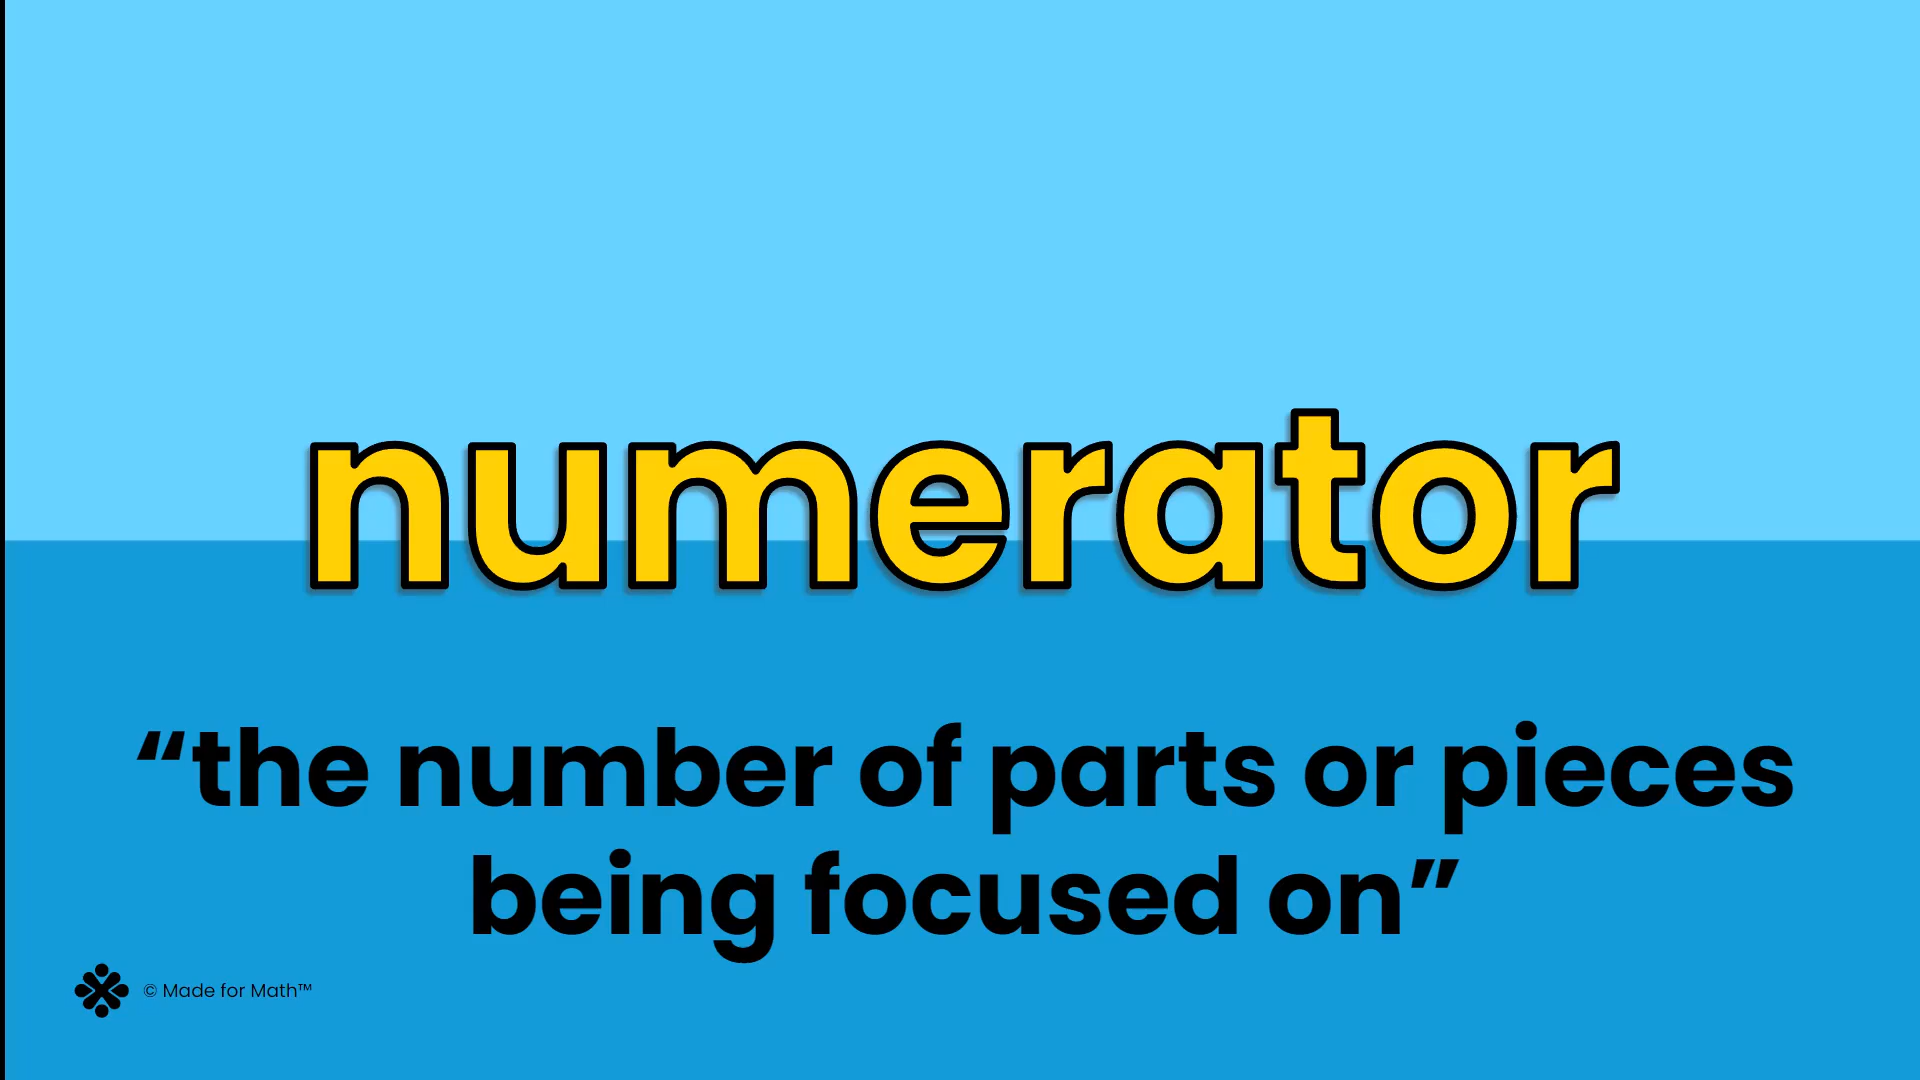 numerator
“the number of parts or pieces
being focused on”
© Made for Math™